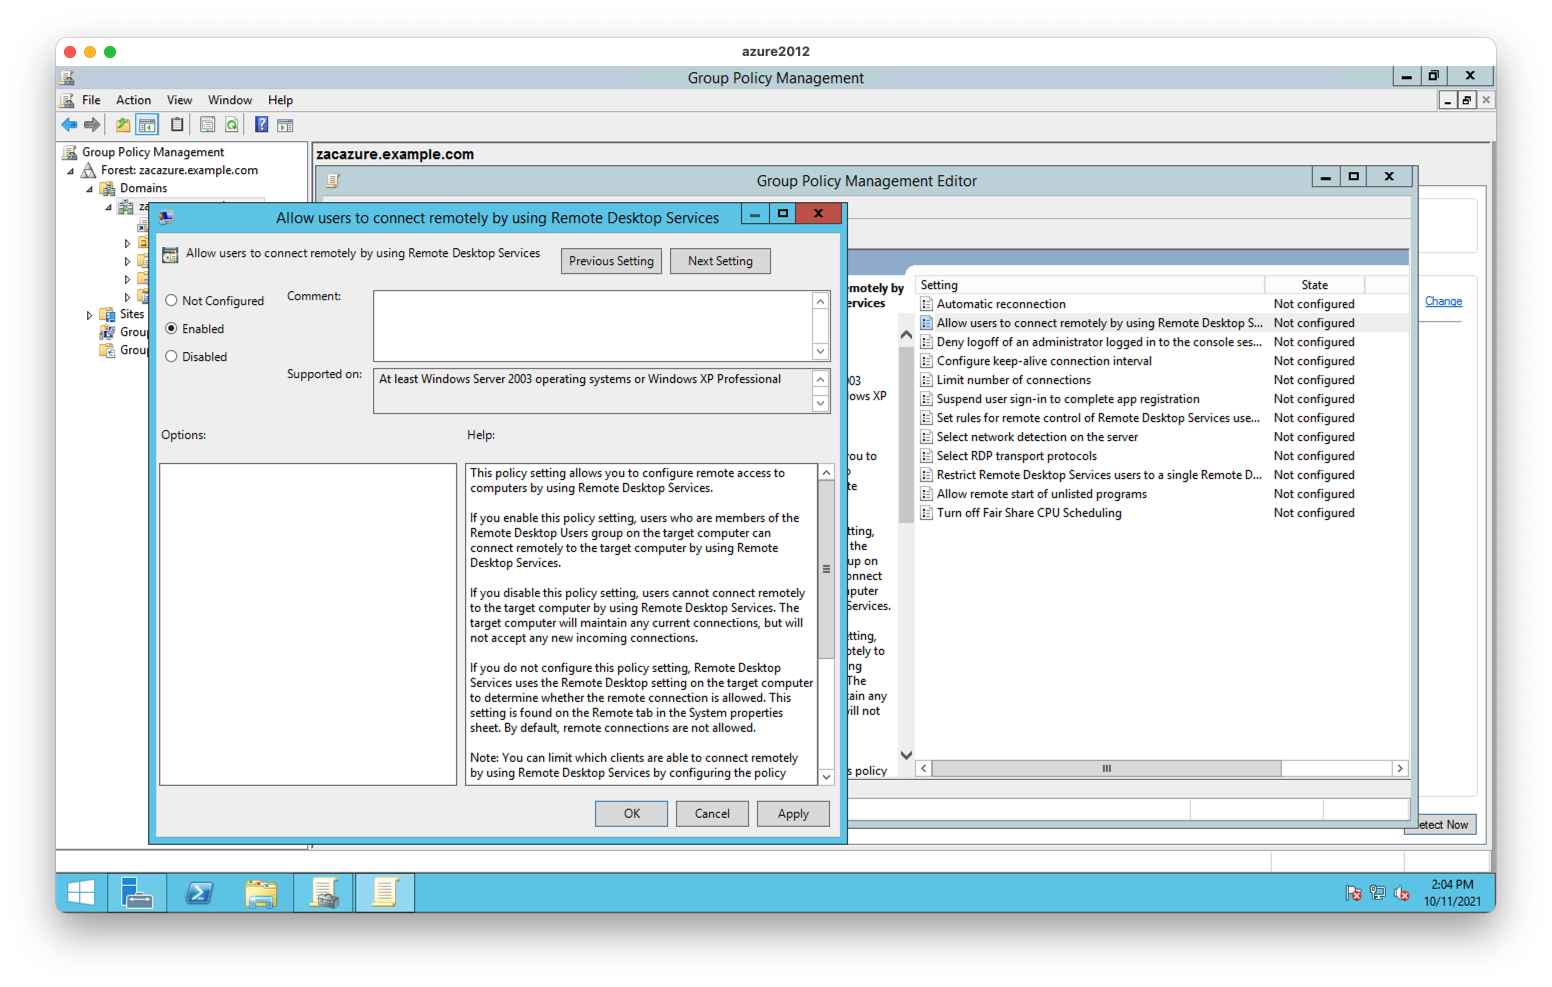 azure2012
Group Policy Management
File Action View Window Help
Group Policy Management
Forest: zacazure.example.com
Domains
za
Sites
Group
Group
zacazure.example.com
Group Policy Management Editor
Allow users to connect remotely by using Remote Desktop Services
Allow users to connect remotely by using Remote Desktop Services
Previous Setting
Next Setting
Not Configured
Enabled
Disabled
Comment:
Supported on:
At least Windows Server 2003 operating systems or Windows XP Professional
Options:
Help:
This policy setting allows you to configure remote access to
computers by using Remote Desktop Services.
If you enable this policy setting, users who are members of the
Remote Desktop Users group on the target computer can
connect remotely to the target computer by using Remote
Desktop Services.
If you disable this policy setting, users cannot connect remotely
to the target computer by using Remote Desktop Services. The
target computer will maintain any current connections, but will
not accept any new incoming connections.
If you do not configure this policy setting, Remote Desktop
Services uses the Remote Desktop setting on the target computer
to determine whether the remote connection is allowed. This
setting is found on the Remote tab in the System properties
sheet. By default, remote connections are not allowed.
Note: You can limit which clients are able to connect remotely
by using Remote Desktop Services by configuring the policy
OK
Cancel
Apply
motely by
ervices
03
ows XP
ou to
te
tting,
the
up on
onnect
puter
Services.
tting,
otely to
ng
The
tain any
vill not
s policy
Setting State
Automatic reconnection Not configured
Allow users to connect remotely by using Remote Desktop S... Not configured
Deny logoff of an administrator logged in to the console ses... Not configured
Configure keep-alive connection interval Not configured
Limit number of connections Not configured
Suspend user sign-in to complete app registration Not configured
Set rules for remote control of Remote Desktop Services use... Not configured
Select network detection on the server Not configured
Select RDP transport protocols Not configured
Restrict Remote Desktop Services users to a single Remote D... Not configured
Allow remote start of unlisted programs Not configured
Turn off Fair Share CPU Scheduling Not configured
Change
etect Now
2:04 PM
10/11/2021